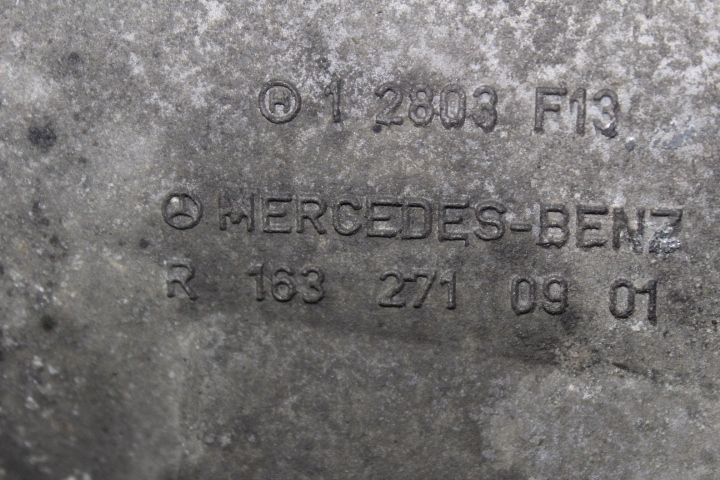 Ⓗ 1 2803 F13
MERCEDES-BENZ
R 163 271 09 01